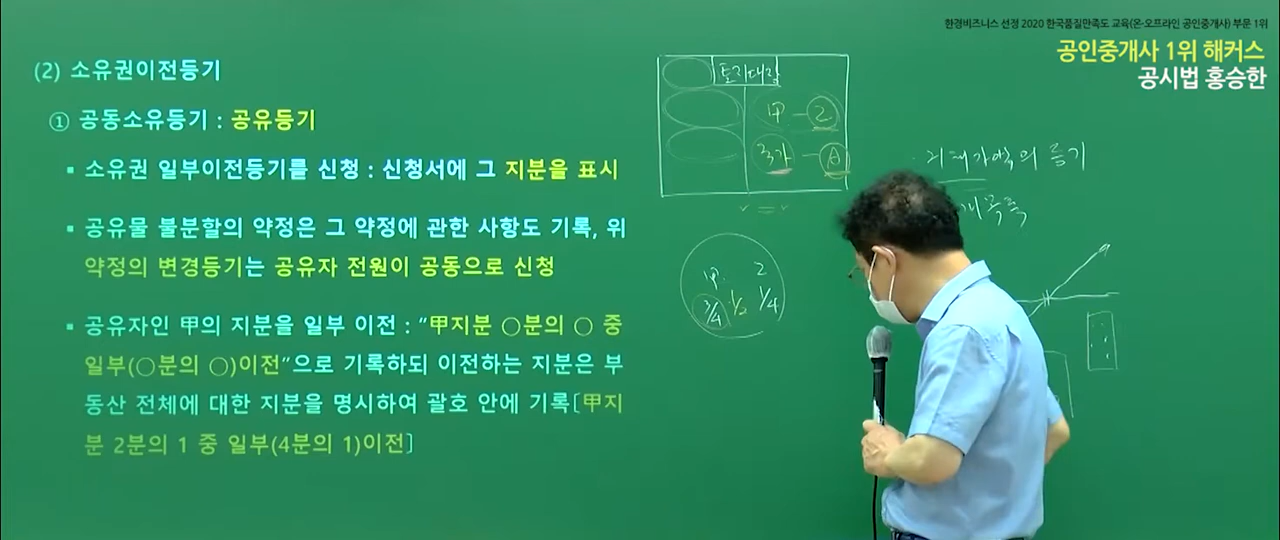 한경비즈니스 선정 2020 한국품질만족도 교육(온·오프라인 공인중개사) 부문 1위
공인중개사 1위 해커스
공시법 홍승한
(2) 소유권이전등기
① 공동소유등기 : 공유등기
▪ 소유권 일부이전등기를 신청 : 신청서에 그 지분을 표시
▪ 공유물 불분할의 약정은 그 약정에 관한 사항도 기록, 위
약정의 변경등기는 공유자 전원이 공동으로 신청
▪ 공유자인 甲의 지분을 일부 이전 : “甲지분 ○분의 ○ 중
일부(○분의 ○)이전”으로 기록하되 이전하는 지분은 부
동산 전체에 대한 지분을 명시하여 괄호 안에 기록[甲지
분 2분의 1 중 일부(4분의 1)이전]
토지대장
甲 - 乙
국가 - A
甲 乙
3/4 1/2 1/4
등기